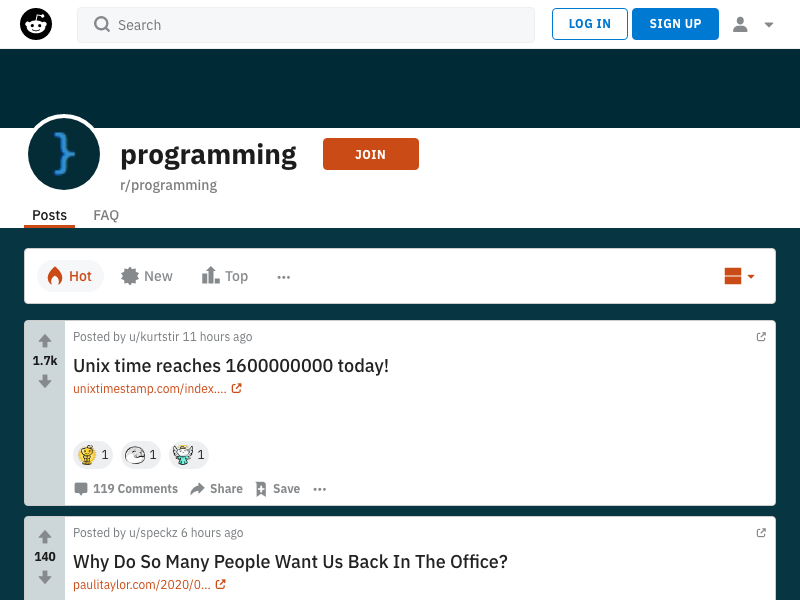 Search
LOG IN
SIGN UP
}
programming
JOIN
r/programming
Posts
FAQ
Hot
New
Top
...
Posted by u/kurtstir 11 hours ago
1.7k
Unix time reaches 1600000000 today!
unixtimestamp.com/index....
1
1
1
119 Comments
Share
Save
...
Posted by u/speckz 6 hours ago
140
Why Do So Many People Want Us Back In The Office?
paulitaylor.com/2020/0...